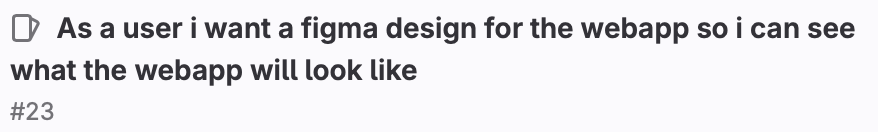 As a user i want a figma design for the webapp so i can see
what the webapp will look like
#23